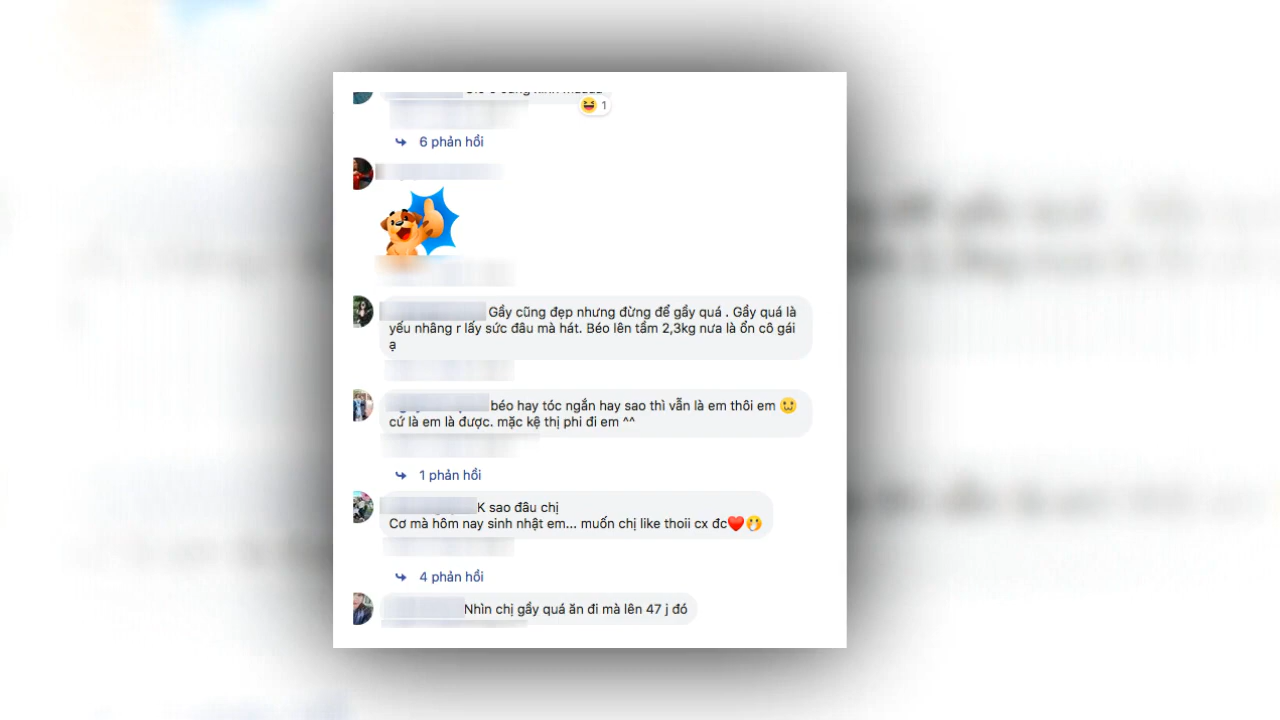 1
6 phản hồi
Gầy cũng đẹp nhưng đừng để gầy quá . Gầy quá là
yếu nhâng r lấy sức đâu mà hát. Béo lên tầm 2,3kg nưa là ổn cô gái
ạ
béo hay tóc ngắn hay sao thì vẫn là em thôi em
cứ là em là được. mặc kệ thị phi đi em ^^
1 phản hồi
K sao đâu chị
Cơ mà hôm nay sinh nhật em... muốn chị like thoii cx đc
4 phản hồi
Nhìn chị gầy quá ăn đi mà lên 47 j đó